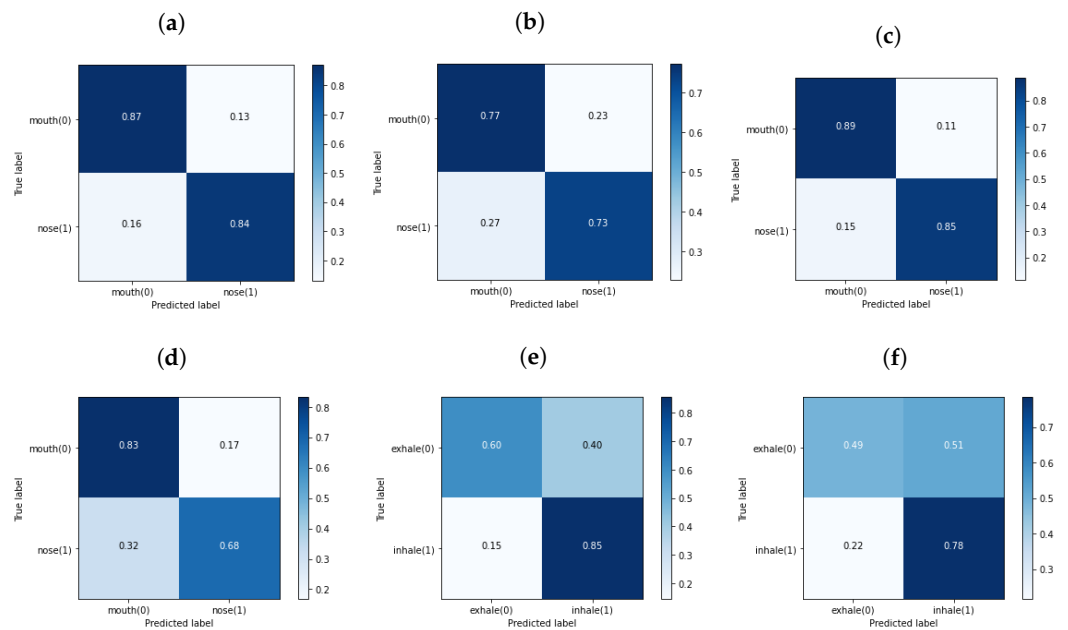 (a)
mouth(0)
nose(1)
True label
0.87 0.13
0.16 0.84
mouth(0) nose(1)
Predicted label
0.8
0.7
0.6
0.5
0.4
0.3
0.2
(b)
mouth(0)
nose(1)
True label
0.77 0.23
0.27 0.73
mouth(0) nose(1)
Predicted label
0.7
0.6
0.5
0.4
0.3
(c)
mouth(0)
nose(1)
True label
0.89 0.11
0.15 0.85
mouth(0) nose(1)
Predicted label
0.8
0.7
0.6
0.5
0.4
0.3
0.2
(d)
mouth(0)
nose(1)
True label
0.83 0.17
0.32 0.68
mouth(0) nose(1)
Predicted label
0.8
0.7
0.6
0.5
0.4
0.3
0.2
(e)
exhale(0)
inhale(1)
True label
0.60 0.40
0.15 0.85
exhale(0) inhale(1)
Predicted label
0.8
0.7
0.6
0.5
0.4
0.3
0.2
(f)
exhale(0)
inhale(1)
True label
0.49 0.51
0.22 0.78
exhale(0) inhale(1)
Predicted label
0.7
0.6
0.5
0.4
0.3